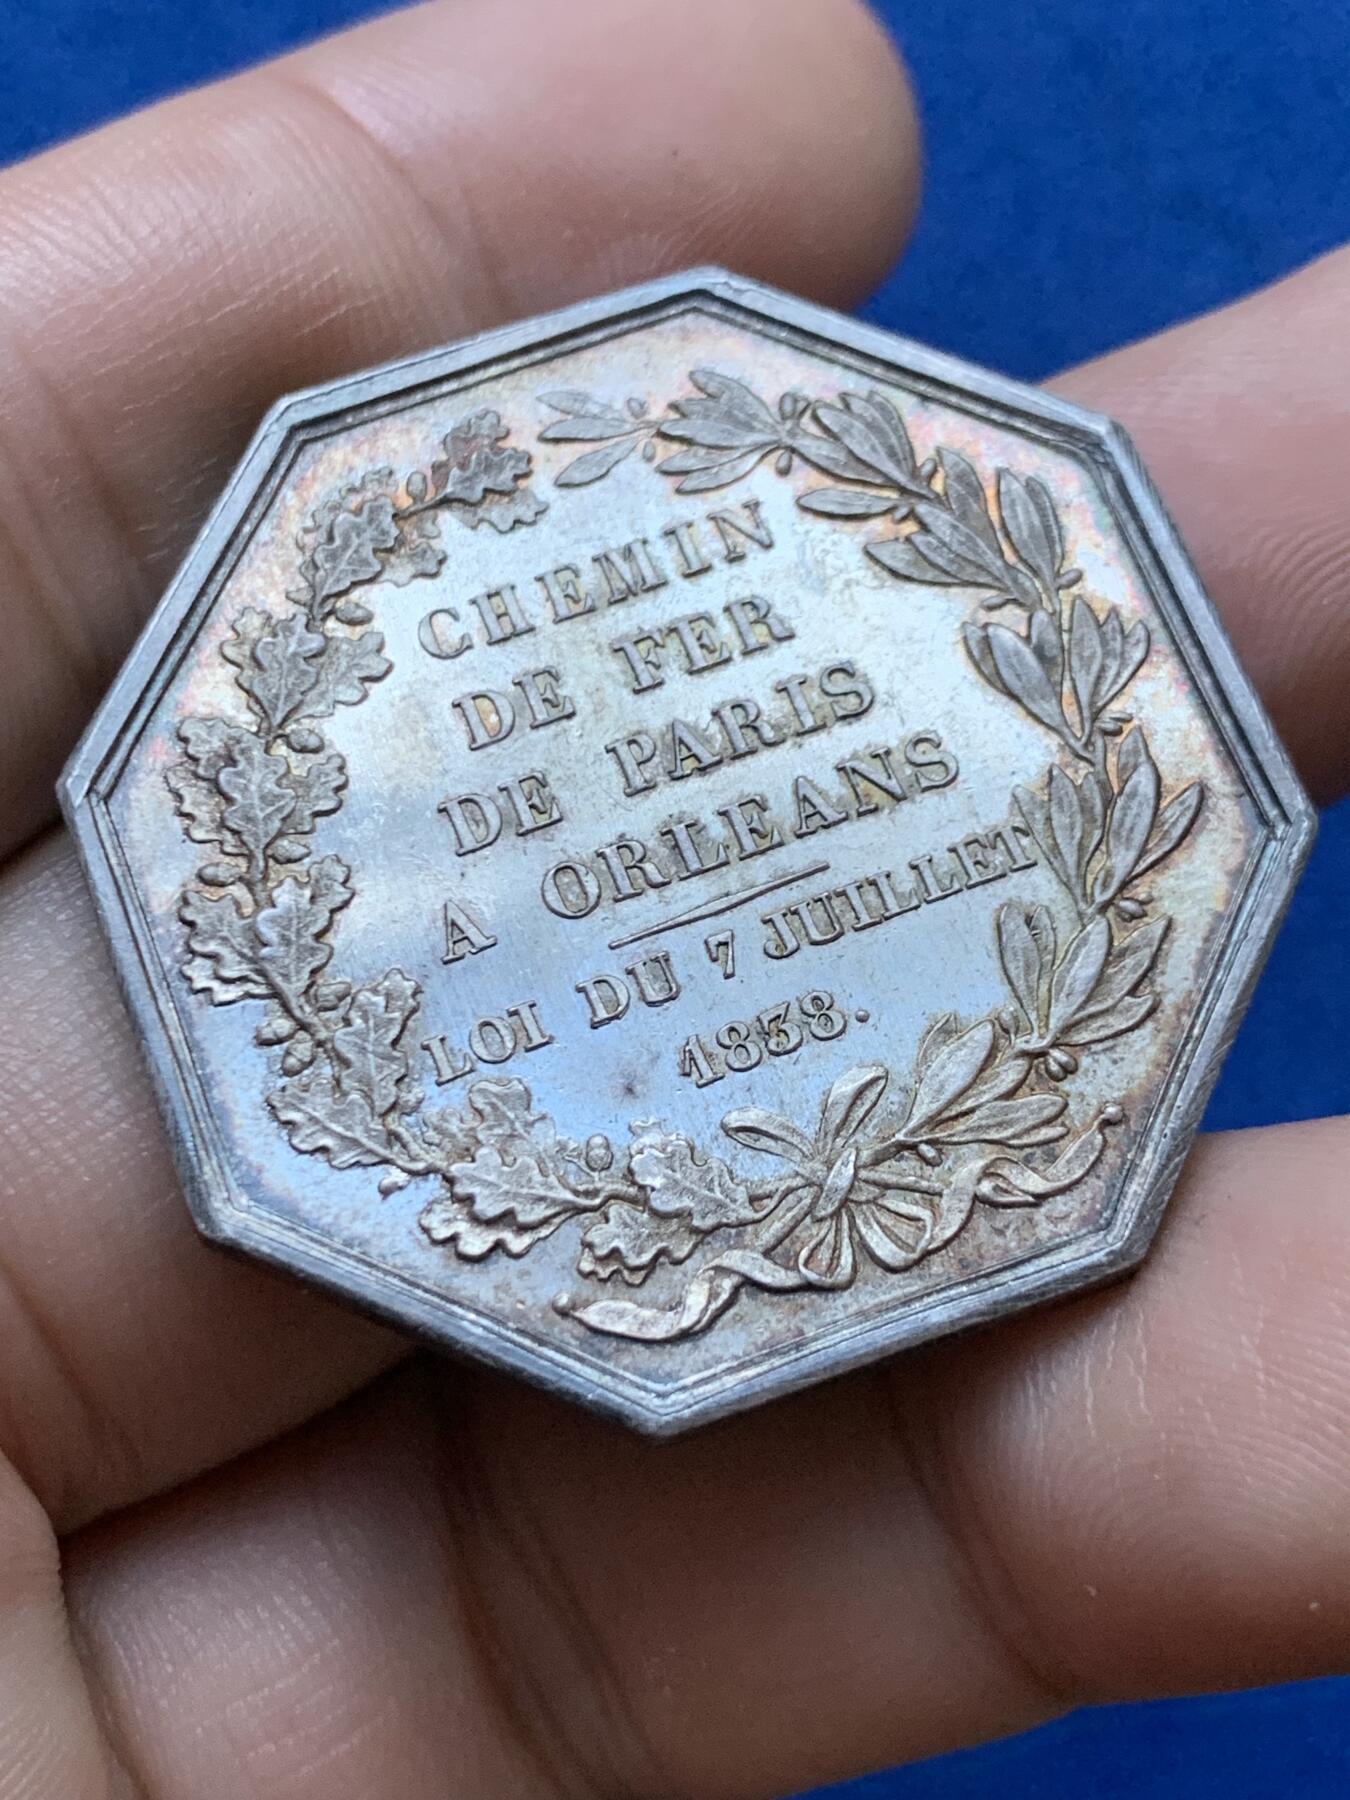 CHEMIN
DE FER
DE PARIS
A ORLEANS
LOI DU 7 JUILLET
1838.